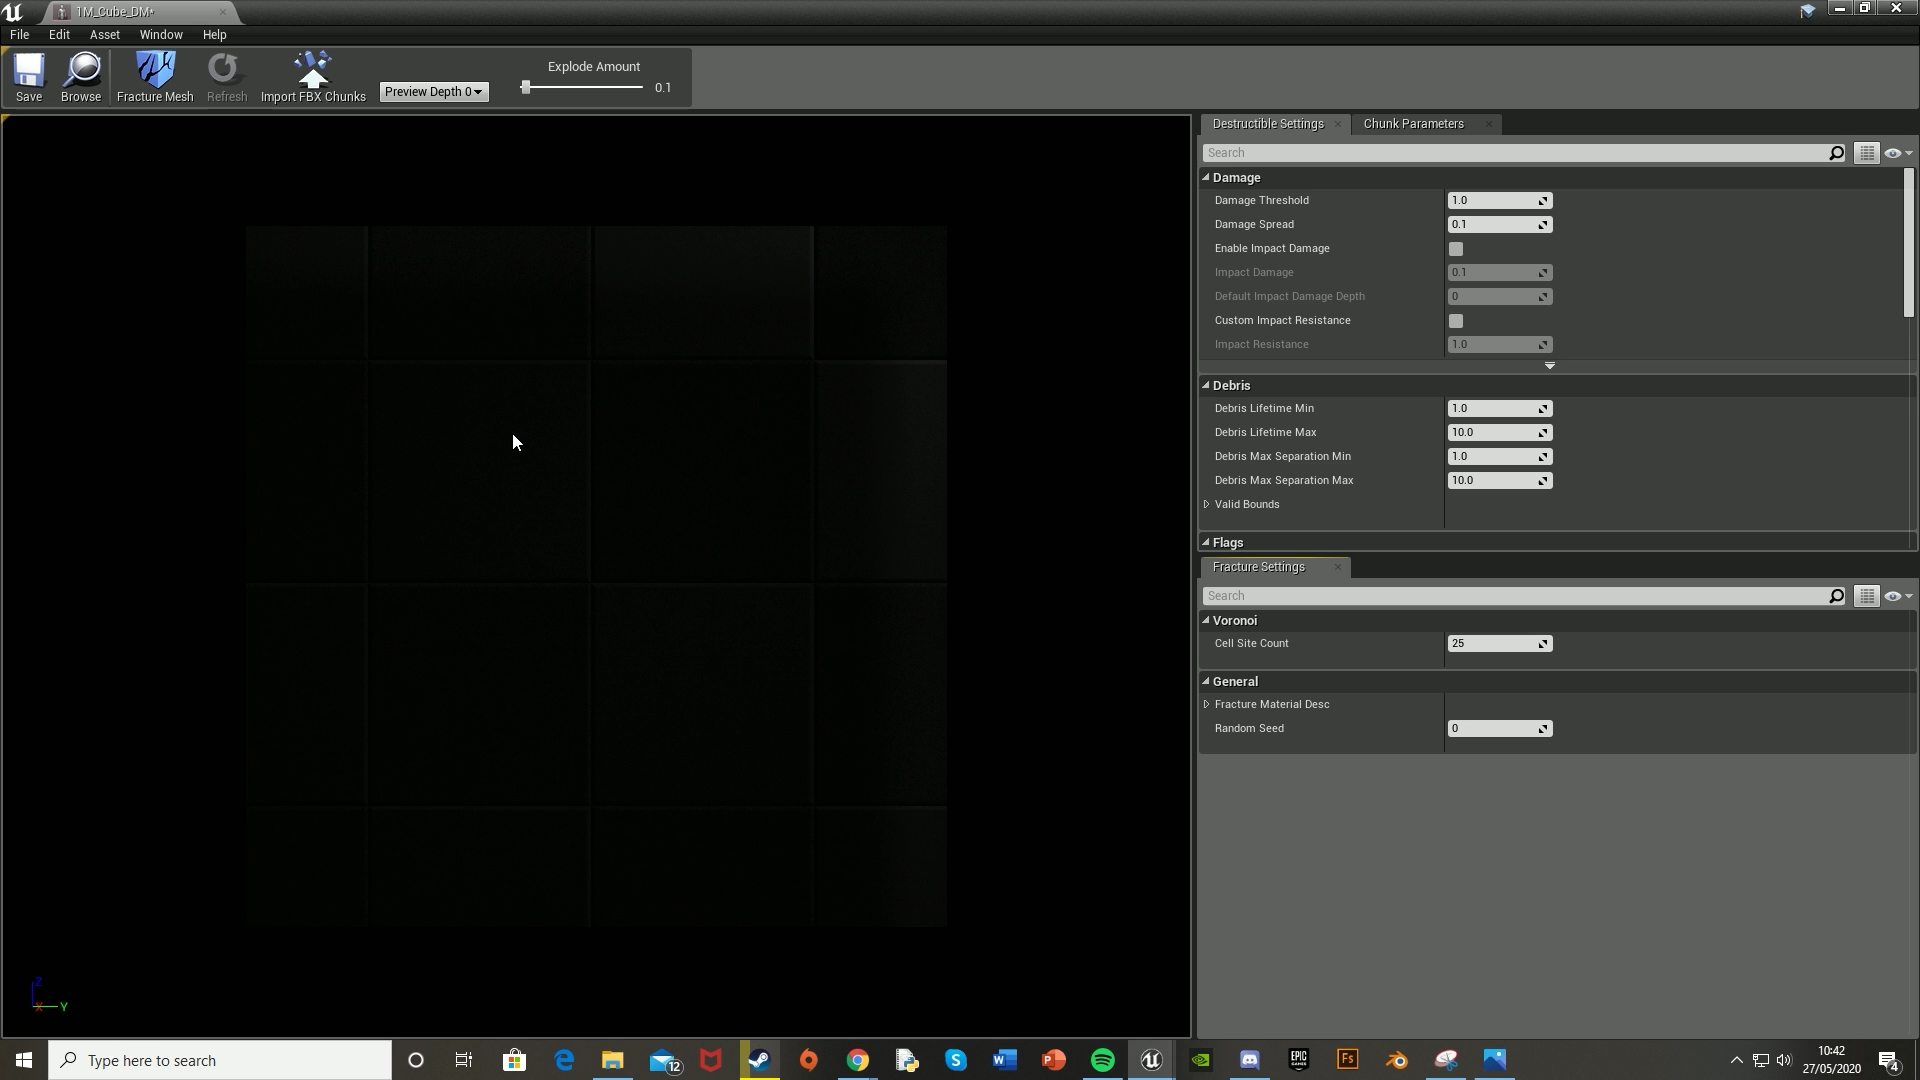 1M_Cube_DM*
File Edit Asset Window Help
Save Browse Fracture Mesh Refresh Import FBX Chunks Preview Depth 0 Explode Amount 0.1
Destructible Settings Chunk Parameters
Search
Damage
Damage Threshold 1.0
Damage Spread 0.1
Enable Impact Damage
Impact Damage 0.1
Default Impact Damage Depth 0
Custom Impact Resistance
Impact Resistance 1.0
Debris
Debris Lifetime Min 1.0
Debris Lifetime Max 10.0
Debris Max Separation Min 1.0
Debris Max Separation Max 10.0
Valid Bounds
Flags
Fracture Settings
Search
Voronoi
Cell Site Count 25
General
Fracture Material Desc
Random Seed 0
Z
X Y
Type here to search
12
EPIC GAMES
Fs
10:42
27/05/2020
4